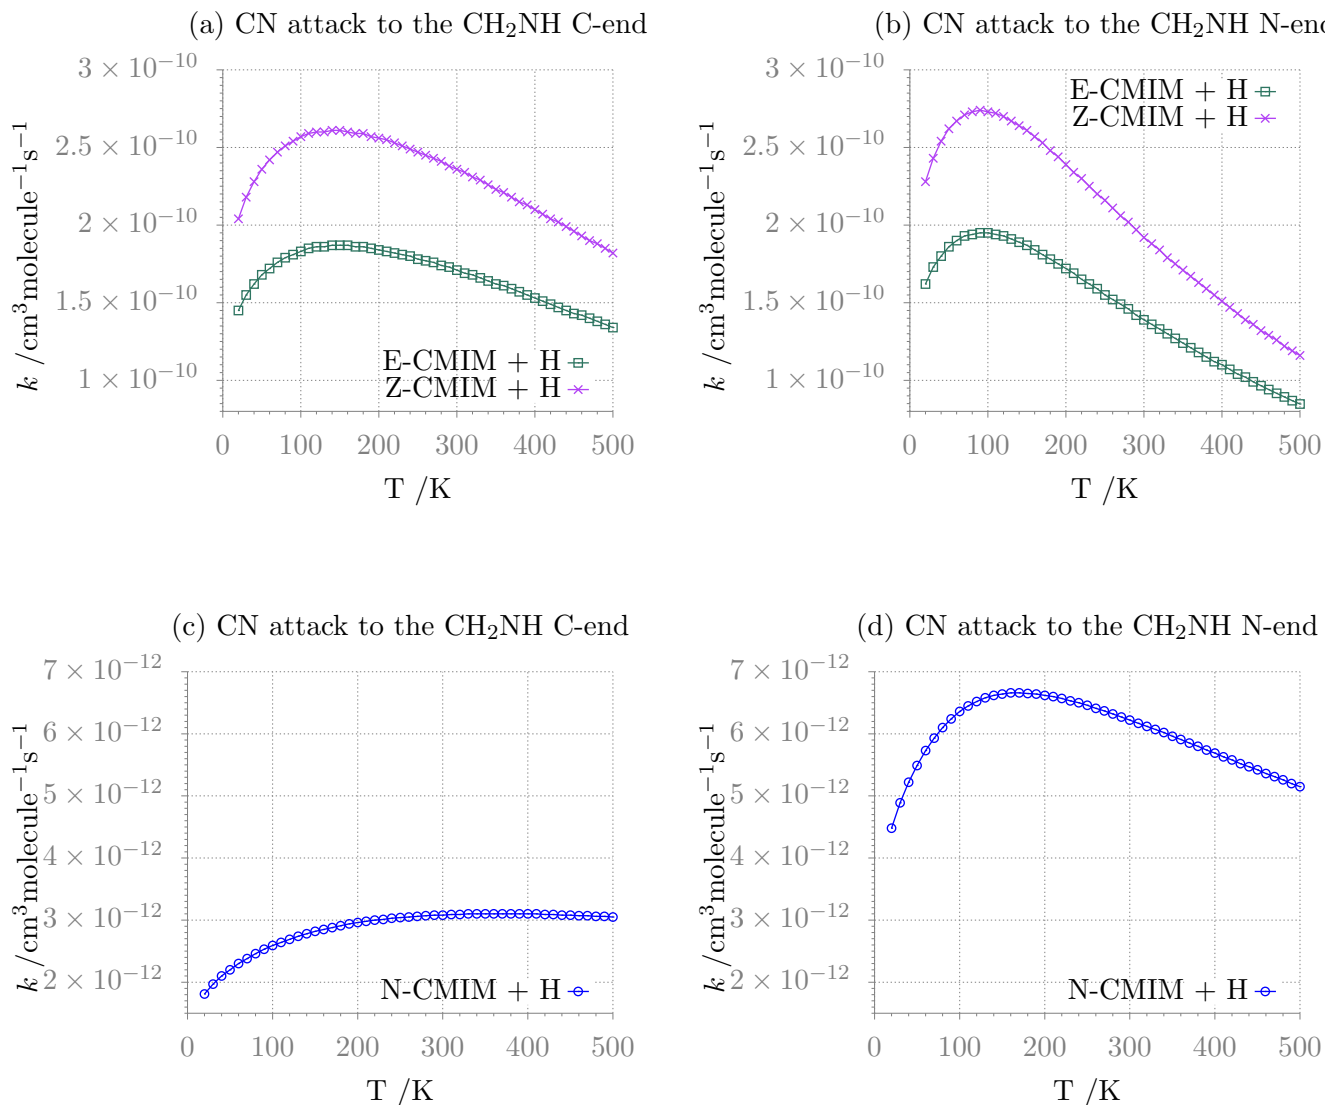 (a) CN attack to the CH₂NH C-end
k /cm³molecule⁻¹s⁻¹
3 × 10⁻¹⁰
2.5 × 10⁻¹⁰
2 × 10⁻¹⁰
1.5 × 10⁻¹⁰
1 × 10⁻¹⁰
E-CMIM + H
Z-CMIM + H
0 100 200 300 400 500
T /K
(b) CN attack to the CH₂NH N-end
k /cm³molecule⁻¹s⁻¹
3 × 10⁻¹⁰
2.5 × 10⁻¹⁰
2 × 10⁻¹⁰
1.5 × 10⁻¹⁰
1 × 10⁻¹⁰
E-CMIM + H
Z-CMIM + H
0 100 200 300 400 500
T /K
(c) CN attack to the CH₂NH C-end
k /cm³molecule⁻¹s⁻¹
7 × 10⁻¹²
6 × 10⁻¹²
5 × 10⁻¹²
4 × 10⁻¹²
3 × 10⁻¹²
2 × 10⁻¹²
N-CMIM + H
0 100 200 300 400 500
T /K
(d) CN attack to the CH₂NH N-end
k /cm³molecule⁻¹s⁻¹
7 × 10⁻¹²
6 × 10⁻¹²
5 × 10⁻¹²
4 × 10⁻¹²
3 × 10⁻¹²
2 × 10⁻¹²
N-CMIM + H
0 100 200 300 400 500
T /K